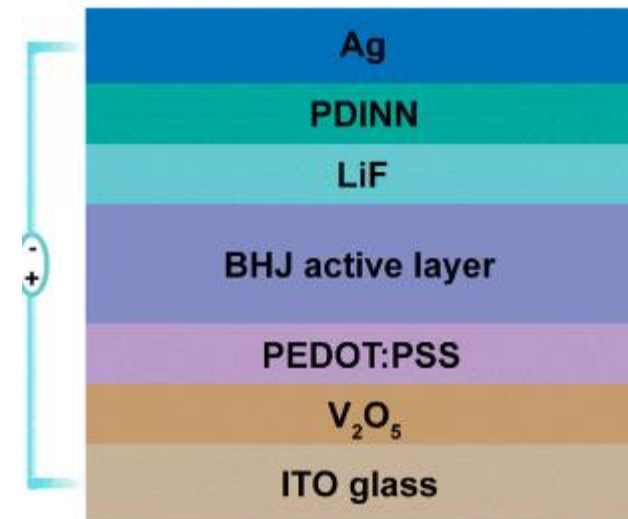 Ag
PDINN
LiF
-
+
BHJ active layer
PEDOT:PSS
V₂O₅
ITO glass